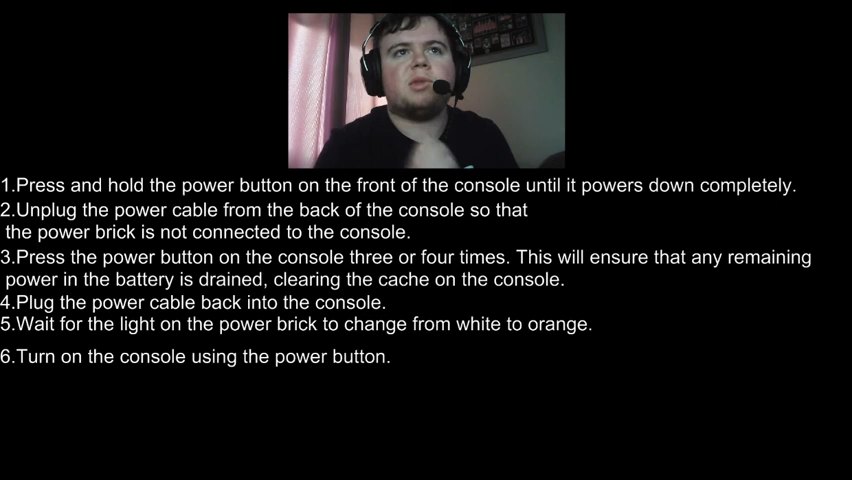 1.Press and hold the power button on the front of the console until it powers down completely.
2.Unplug the power cable from the back of the console so that
the power brick is not connected to the console.
3.Press the power button on the console three or four times. This will ensure that any remaining
power in the battery is drained, clearing the cache on the console.
4.Plug the power cable back into the console.
5.Wait for the light on the power brick to change from white to orange.
6.Turn on the console using the power button.